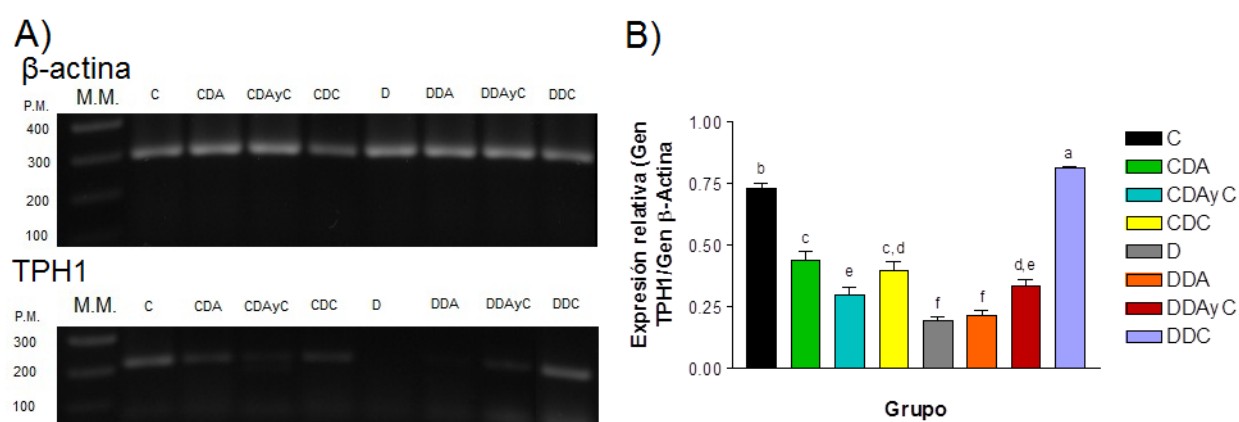 A)
β-actina
P.M. M.M. C CDA CDAyC CDC D DDA DDAyC DDC
400
300
200
100
TPH1
P.M. M.M. C CDA CDAyC CDC D DDA DDAyC DDC
300
200
100
B)
Expresión relativa (Gen
TPH1/Gen β-Actina
1.00
0.75
0.50
0.25
0.00
b
c
e
c,d
f
f
d,e
a
Grupo
C
CDA
CDAy C
CDC
D
DDA
DDAy C
DDC